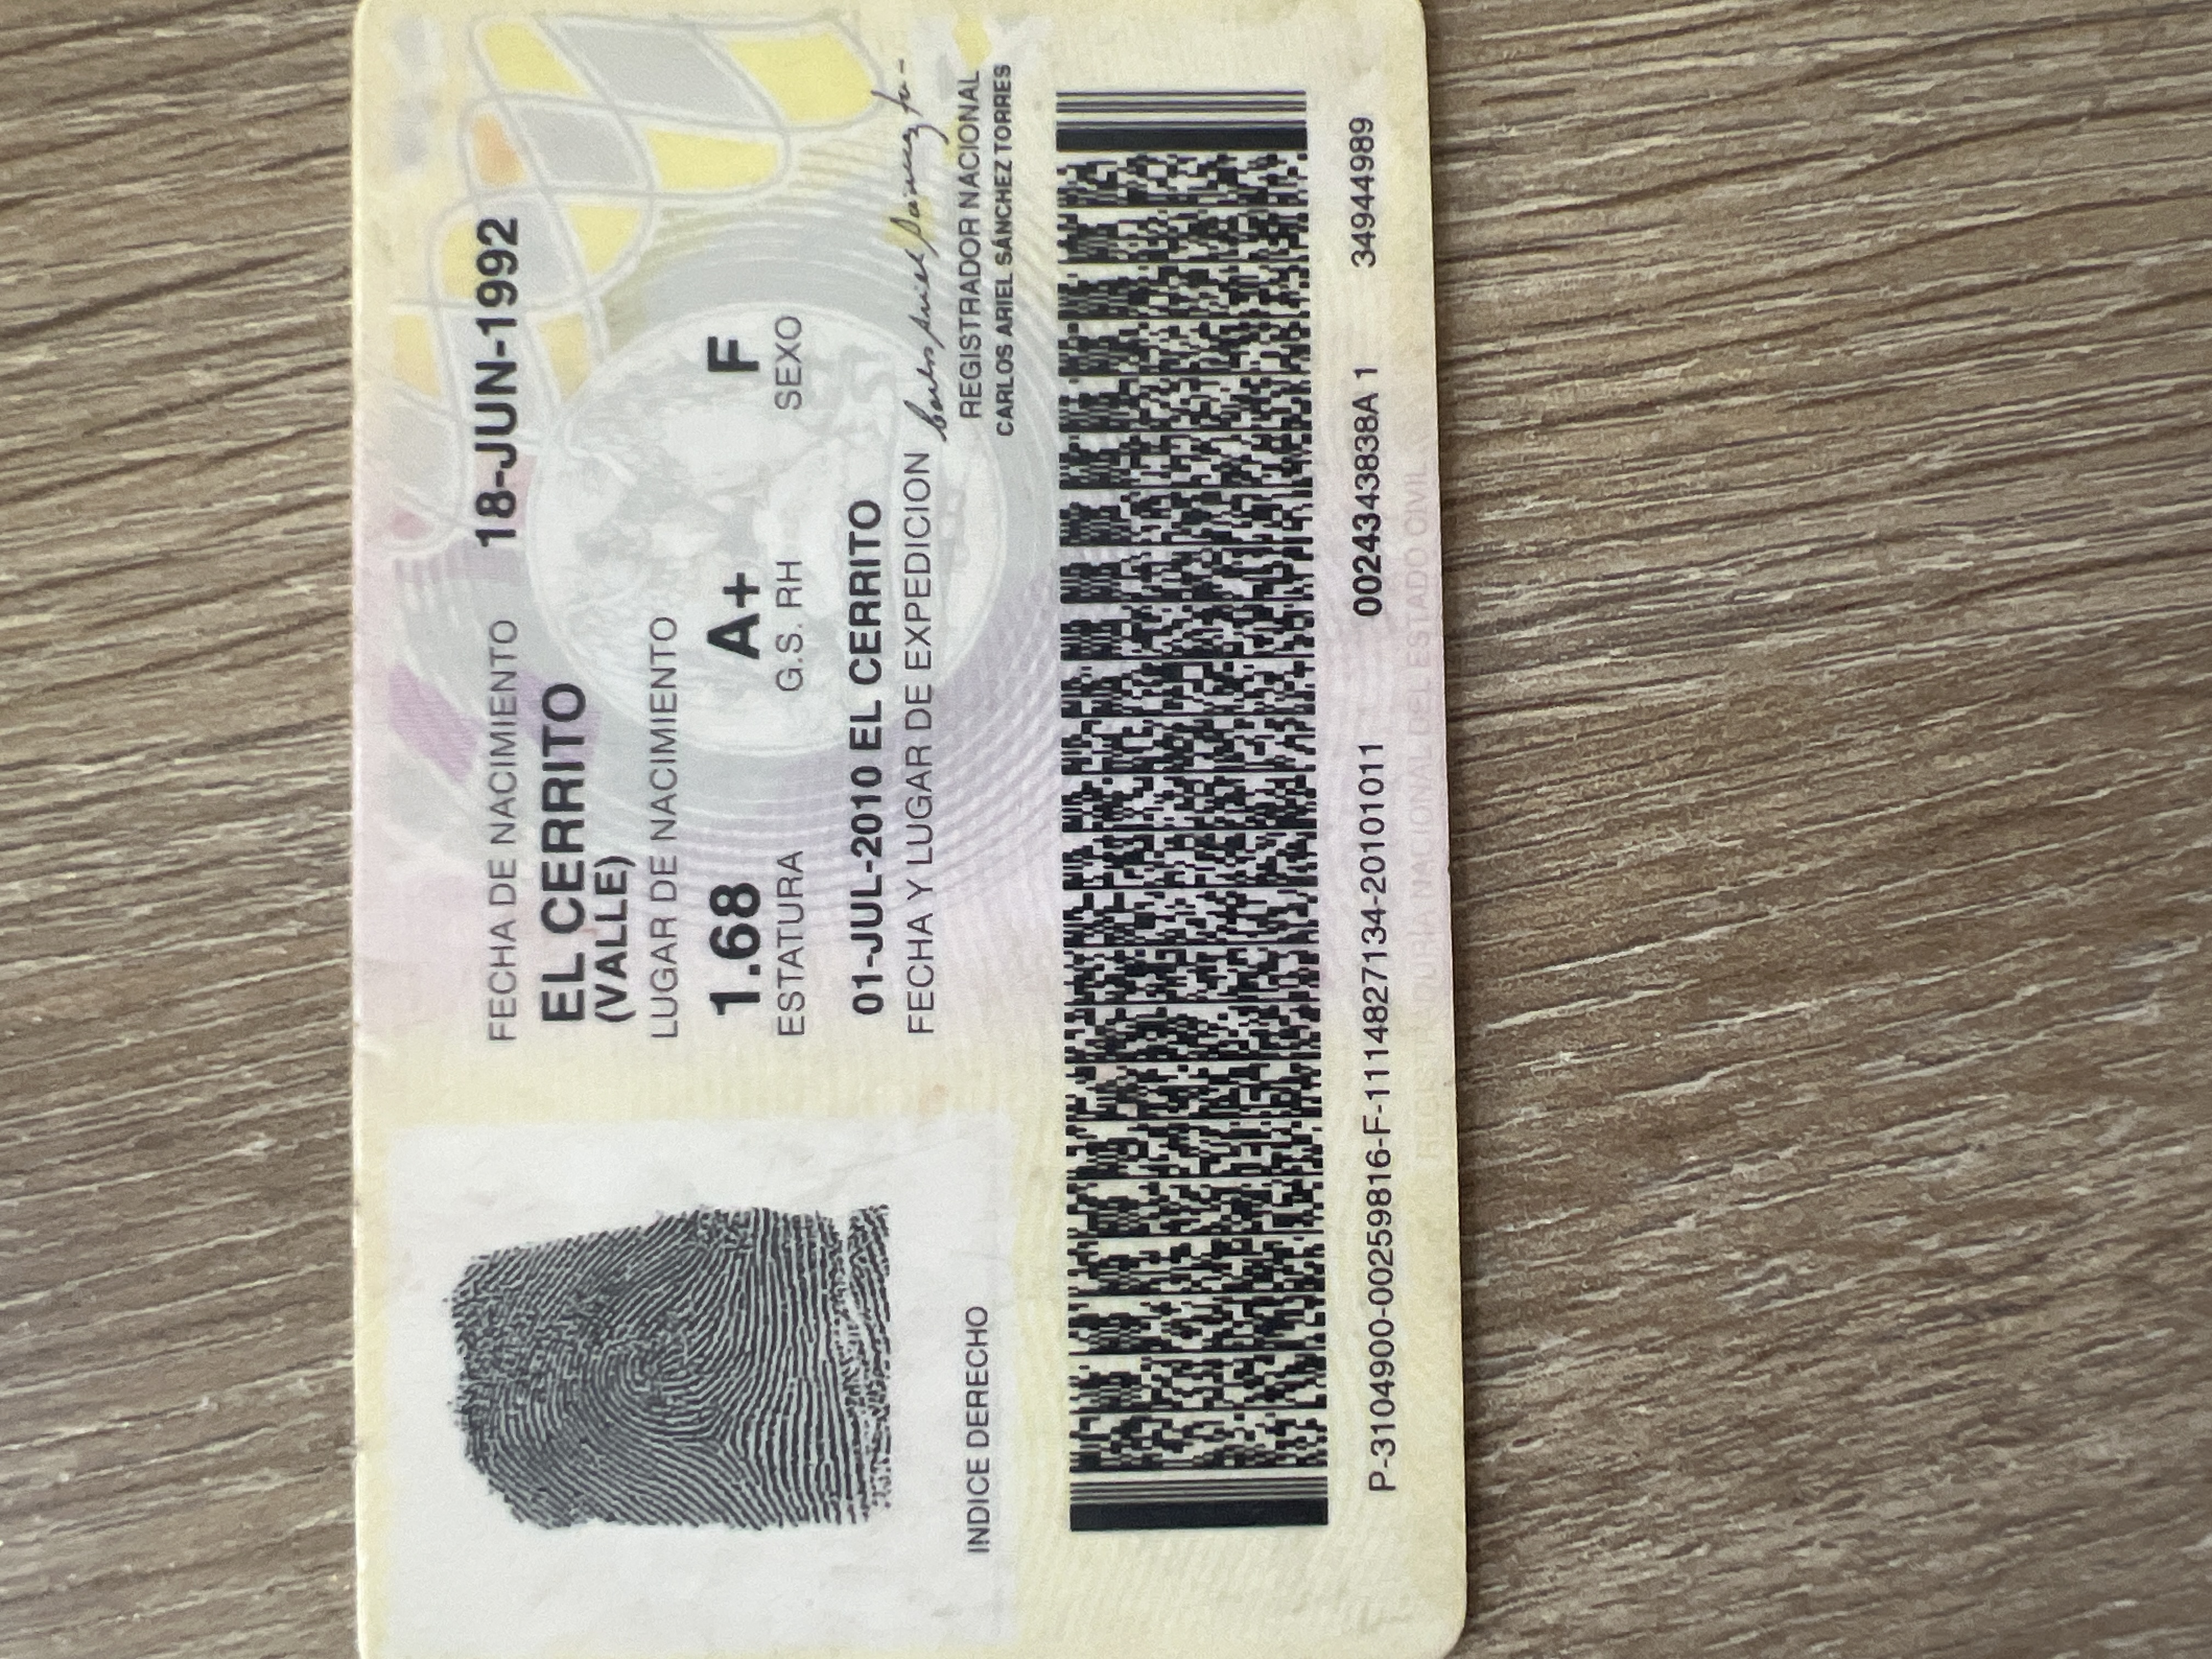 FECHA DE NACIMIENTO 18-JUN-1992
EL CERRITO
(VALLE)
LUGAR DE NACIMIENTO
1.68 A+ F
ESTATURA G.S. RH SEXO
01-JUL-2010 EL CERRITO
FECHA Y LUGAR DE EXPEDICION
INDICE DERECHO
REGISTRADOR NACIONAL
CARLOS ARIEL SÁNCHEZ TORRES
P-3104900-00259816-F-1114827134-20101011 0024343838A 1 34944989
REGISTRADURIA NACIONAL DEL ESTADO CIVIL